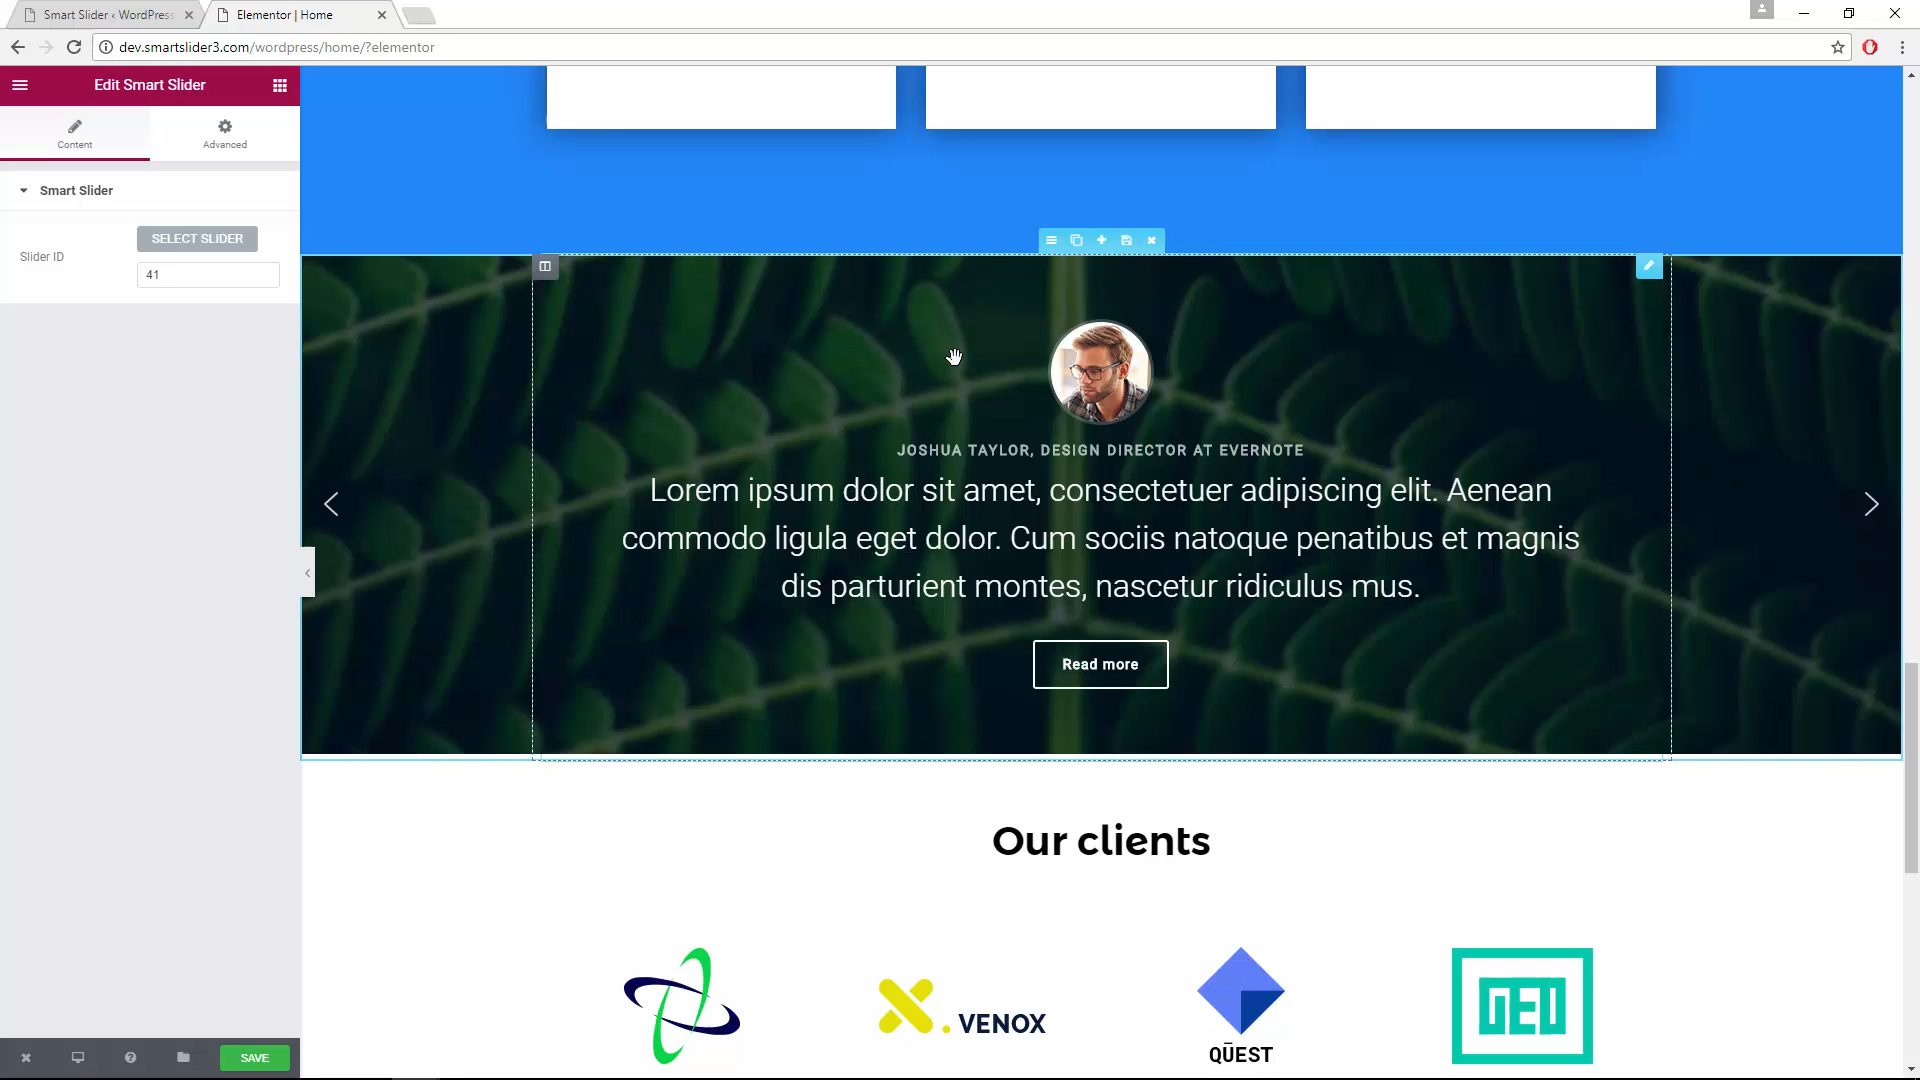 Smart Slider ‹ WordPress
Elementor | Home
dev.smartslider3.com/wordpress/home/?elementor
Edit Smart Slider
Content
Advanced
Smart Slider
SELECT SLIDER
Slider ID
41
JOSHUA TAYLOR, DESIGN DIRECTOR AT EVERNOTE
Lorem ipsum dolor sit amet, consectetuer adipiscing elit. Aenean
commodo ligula eget dolor. Cum sociis natoque penatibus et magnis
dis parturient montes, nascetur ridiculus mus.
Read more
Our clients
VENOX
QŪEST
GEO
SAVE